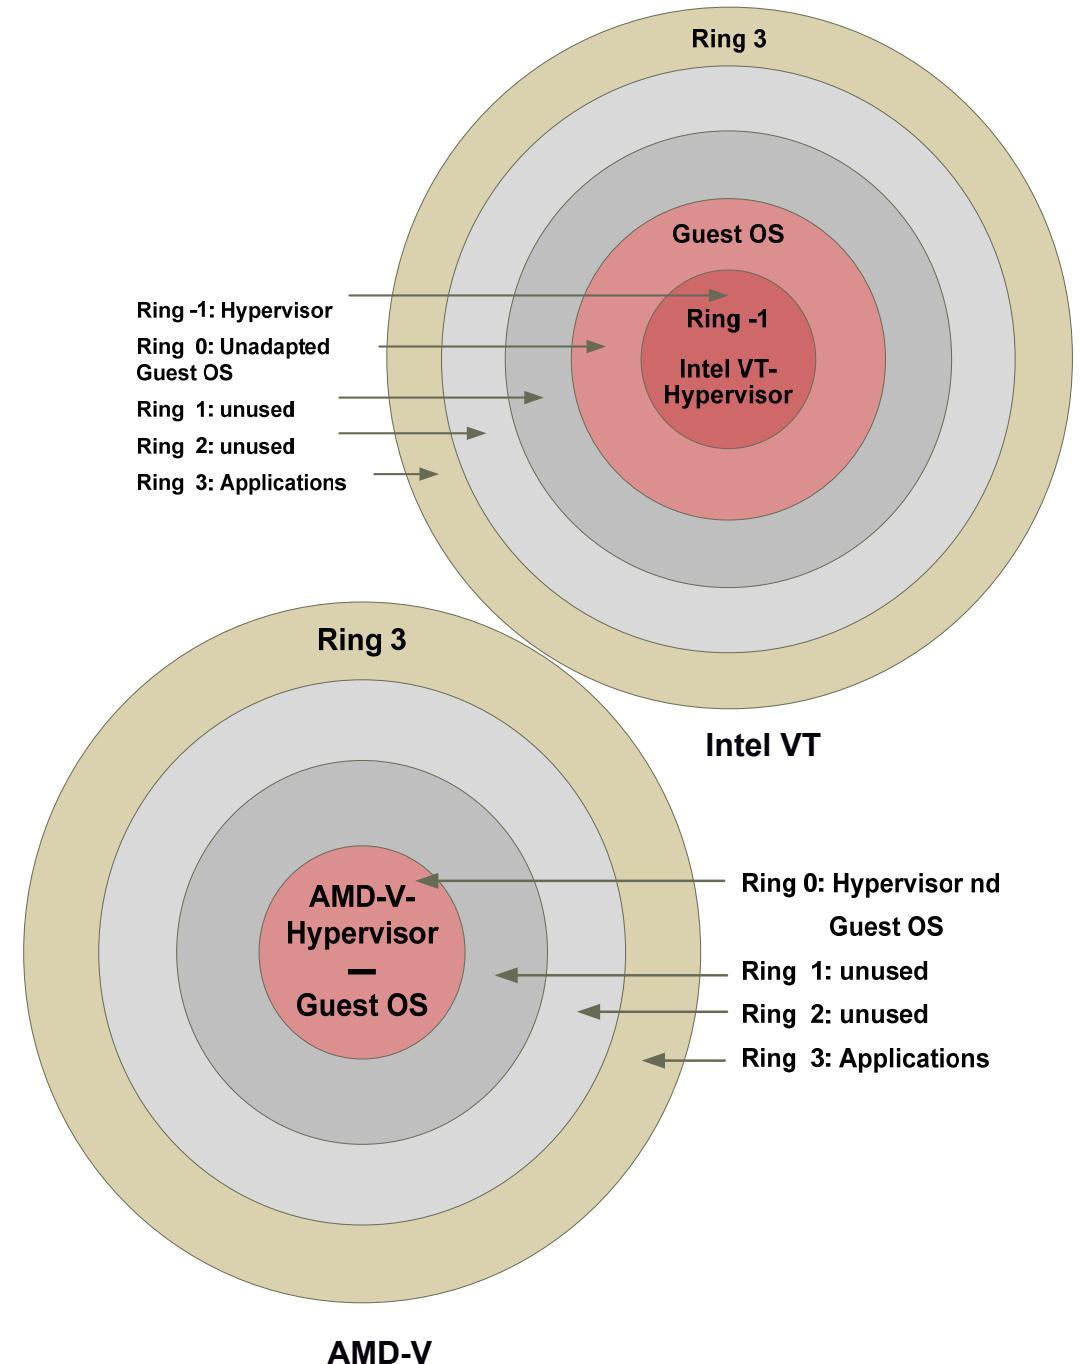 Ring 3
Guest OS
Ring -1
Intel VT-
Hypervisor
Ring -1: Hypervisor
Ring 0: Unadapted
Guest OS
Ring 1: unused
Ring 2: unused
Ring 3: Applications
Intel VT
Ring 3
AMD-V-
Hypervisor
–
Guest OS
Ring 0: Hypervisor nd
Guest OS
Ring 1: unused
Ring 2: unused
Ring 3: Applications
AMD-V